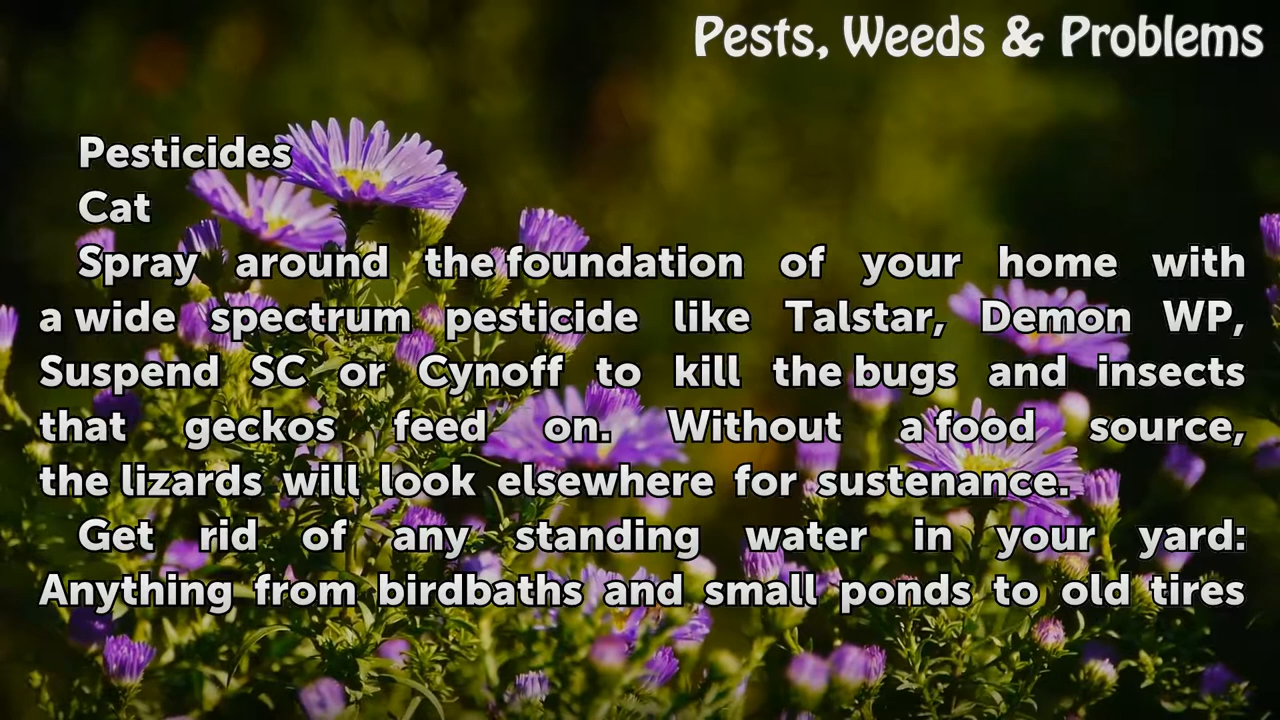 Pests, Weeds & Problems
Pesticides
Cat
Spray around the foundation of your home with
a wide spectrum pesticide like Talstar, Demon WP,
Suspend SC or Cynoff to kill the bugs and insects
that geckos feed on. Without a food source,
the lizards will look elsewhere for sustenance.
Get rid of any standing water in your yard:
Anything from birdbaths and small ponds to old tires